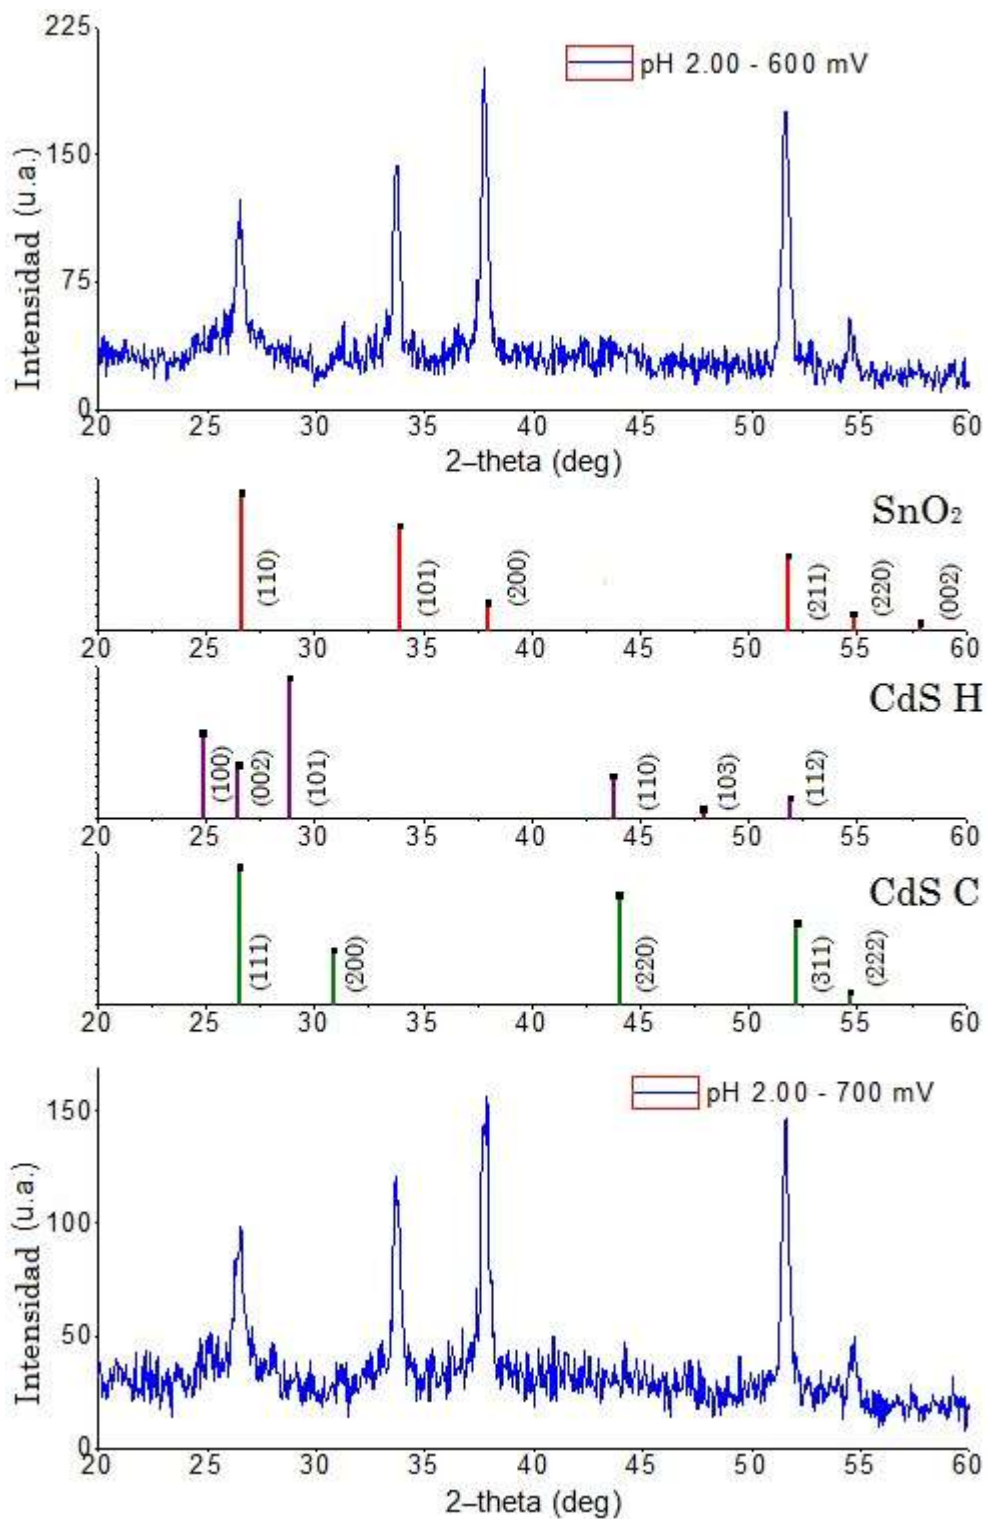 225
pH 2.00 - 600 mV
150
75
0
Intensidad (u.a.)
20 25 30 35 40 45 50 55 60
2–theta (deg)
SnO₂
(110) (101) (200) (211) (220) (002)
20 25 30 35 40 45 50 55 60
CdS H
(100) (002) (101) (110) (103) (112)
20 25 30 35 40 45 50 55 60
CdS C
(111) (200) (220) (311) (222)
20 25 30 35 40 45 50 55 60
pH 2.00 - 700 mV
150
100
50
0
Intensidad (u.a.)
20 25 30 35 40 45 50 55 60
2–theta (deg)